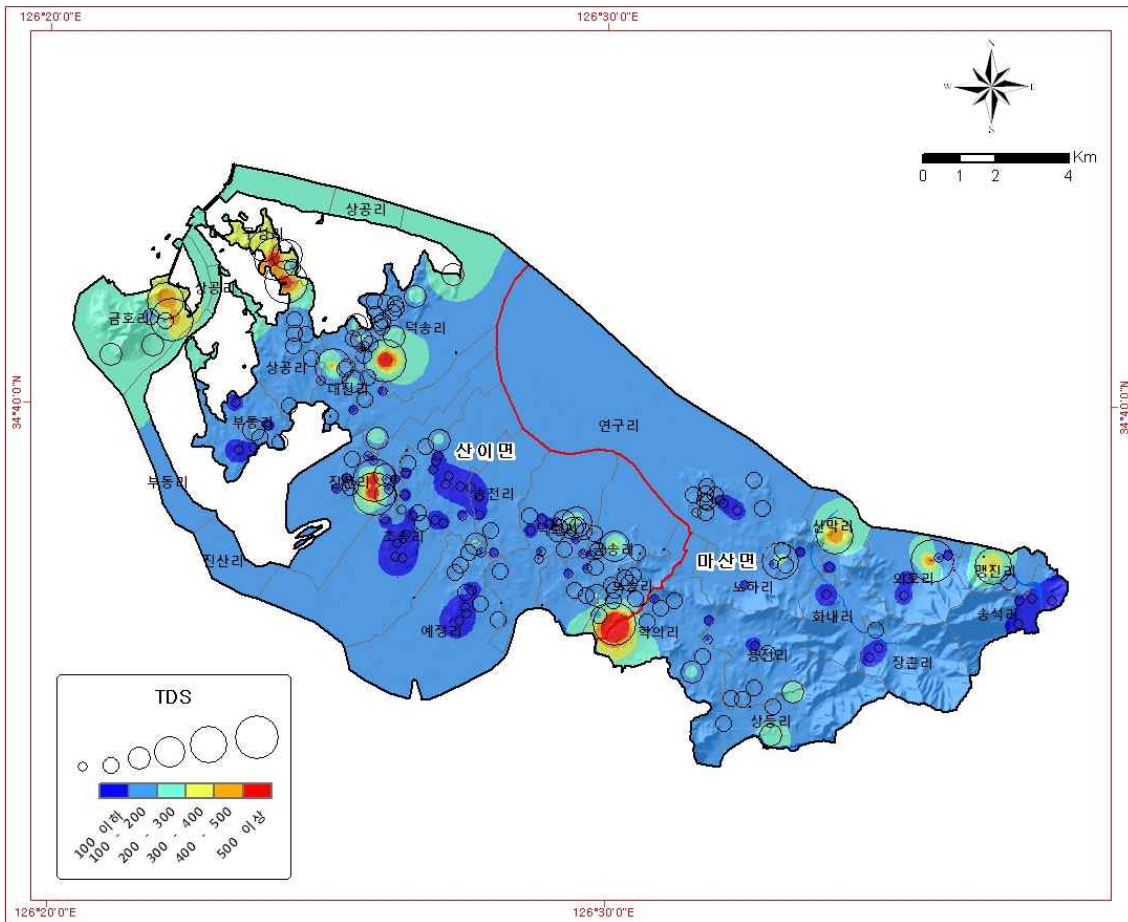 126°20'0"E
126°30'0"E
N
W
E
S
Km
0 1 2 4
34°40'0"N
34°40'0"N
상공리
상공리
금호리
덕송리
상공리
대진리
부동리
연구리
산이면
부동리
송천리
초송리
진산리
산막리
마산면
노하리
외호리
맹진리
화내리
송석리
예정리
학의리
용전리
장촌리
상등리
TDS
100 이하
100 - 200
200 - 300
300 - 400
400 - 500
500 이상
126°20'0"E
126°30'0"E